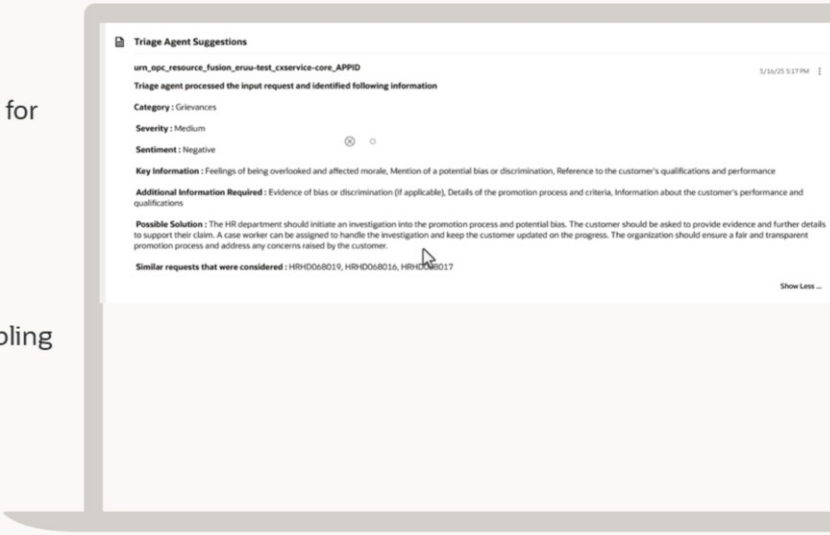 for
bling
Triage Agent Suggestions
urn_opc_resource_fusion_eruu-test_cxservice-core_APPID
5/16/25 5:17 PM
Triage agent processed the input request and identified following information
Category : Grievances
Severity : Medium
Sentiment : Negative
Key Information : Feelings of being overlooked and affected morale, Mention of a potential bias or discrimination, Reference to the customer's qualifications and performance
Additional Information Required : Evidence of bias or discrimination (if applicable), Details of the promotion process and criteria, Information about the customer's performance and
qualifications
Possible Solution : The HR department should initiate an investigation into the promotion process and potential bias. The customer should be asked to provide evidence and further details
to support their claim. A case worker can be assigned to handle the investigation and keep the customer updated on the progress. The organization should ensure a fair and transparent
promotion process and address any concerns raised by the customer.
Similar requests that were considered : HRHD068019, HRHD068016, HRHD068017
Show Less ...